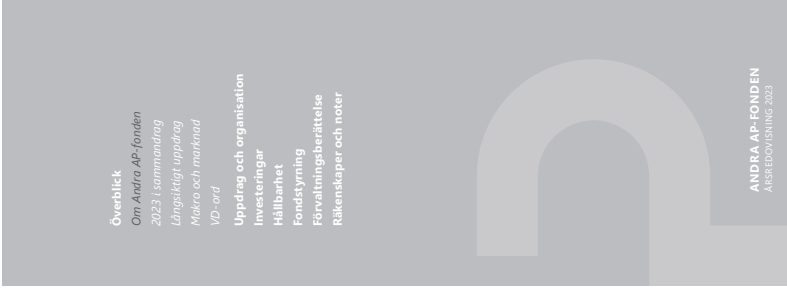 Överblick
Om Andra AP-fonden
2023 i sammandrag
Långsiktigt uppdrag
Makro och marknad
VD-ord
Uppdrag och organisation
Investeringar
Hållbarhet
Fondstyrning
Förvaltningsberättelse
Räkenskaper och noter
ANDRA AP-FONDEN
ÅRSREDOVISNING 2023